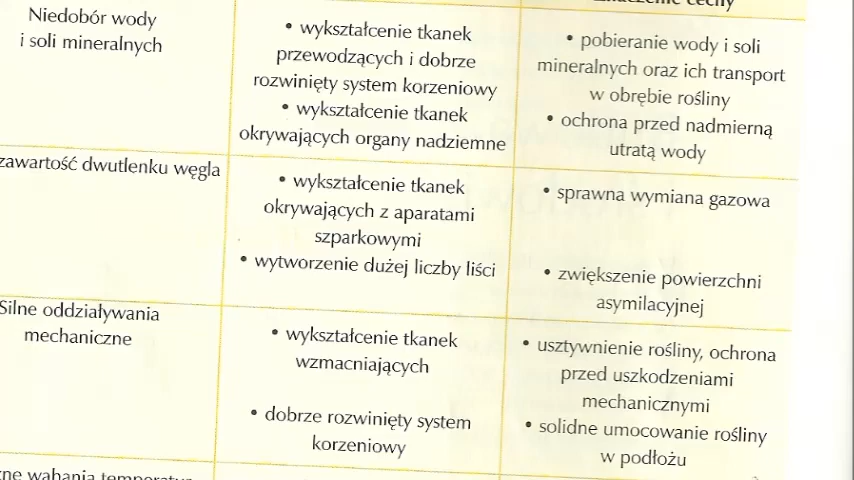 Znaczenie cechy
Niedobór wody
i soli mineralnych
• wykształcenie tkanek
przewodzących i dobrze
rozwinięty system korzeniowy
• wykształcenie tkanek
okrywających organy nadziemne
• pobieranie wody i soli
mineralnych oraz ich transport
w obrębie rośliny
• ochrona przed nadmierną
utratą wody
zawartość dwutlenku węgla
• wykształcenie tkanek
okrywających z aparatami
szparkowymi
• wytworzenie dużej liczby liści
• sprawna wymiana gazowa
• zwiększenie powierzchni
asymilacyjnej
Silne oddziaływania
mechaniczne
• wykształcenie tkanek
wzmacniających
• dobrze rozwinięty system
korzeniowy
• usztywnienie rośliny, ochrona
przed uszkodzeniami
mechanicznymi
• solidne umocowanie rośliny
w podłożu
wahania